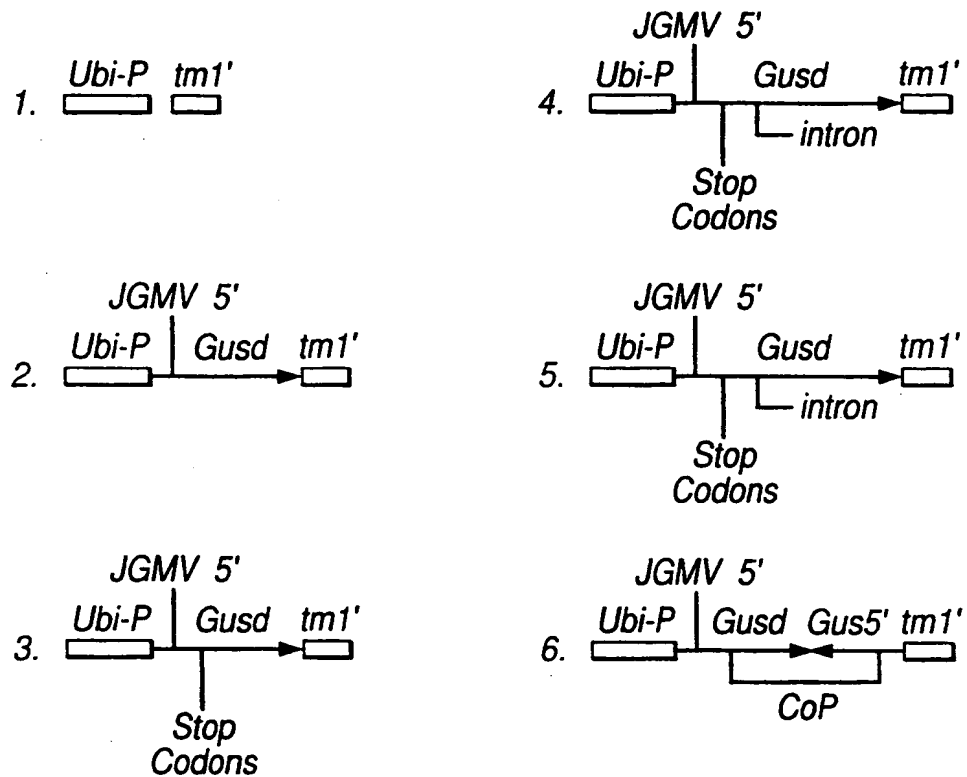 1.
Ubi-P tm1'
2.
JGMV 5'
Ubi-P Gusd tm1'
3.
JGMV 5'
Ubi-P Gusd tm1'
Stop
Codons
4.
JGMV 5'
Ubi-P Gusd tm1'
intron
Stop
Codons
5.
JGMV 5'
Ubi-P Gusd tm1'
intron
Stop
Codons
6.
JGMV 5'
Ubi-P Gusd Gus5' tm1'
CoP